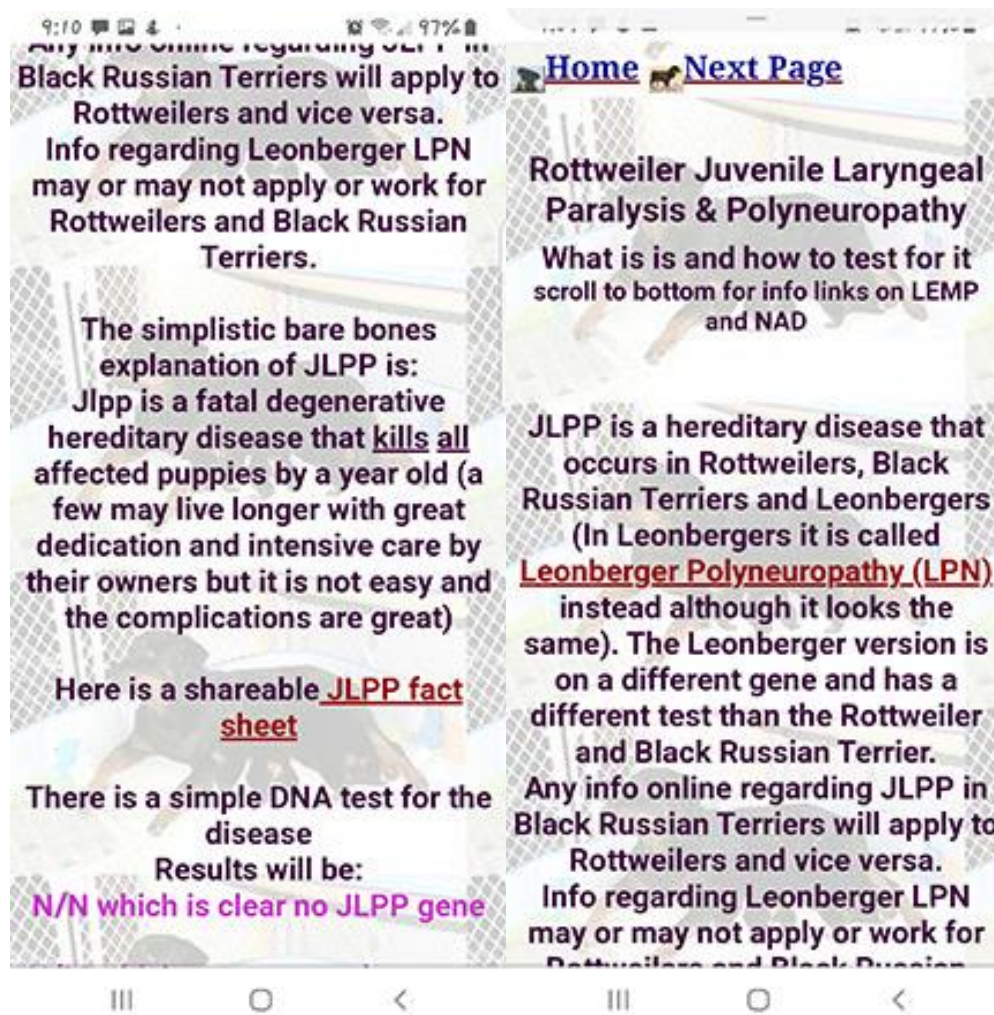 9:10
97%
Any info online regarding JLPP in
Black Russian Terriers will apply to
Rottweilers and vice versa.
Info regarding Leonberger LPN
may or may not apply or work for
Rottweilers and Black Russian
Terriers.
The simplistic bare bones
explanation of JLPP is:
Jlpp is a fatal degenerative
hereditary disease that kills all
affected puppies by a year old (a
few may live longer with great
dedication and intensive care by
their owners but it is not easy and
the complications are great)
Here is a shareable JLPP fact
sheet
There is a simple DNA test for the
disease
Results will be:
N/N which is clear no JLPP gene
Home Next Page
Rottweiler Juvenile Laryngeal
Paralysis & Polyneuropathy
What is is and how to test for it
scroll to bottom for info links on LEMP
and NAD
JLPP is a hereditary disease that
occurs in Rottweilers, Black
Russian Terriers and Leonbergers
(In Leonbergers it is called
Leonberger Polyneuropathy (LPN)
instead although it looks the
same). The Leonberger version is
on a different gene and has a
different test than the Rottweiler
and Black Russian Terrier.
Any info online regarding JLPP in
Black Russian Terriers will apply to
Rottweilers and vice versa.
Info regarding Leonberger LPN
may or may not apply or work for
Rottweilers and Black Russian